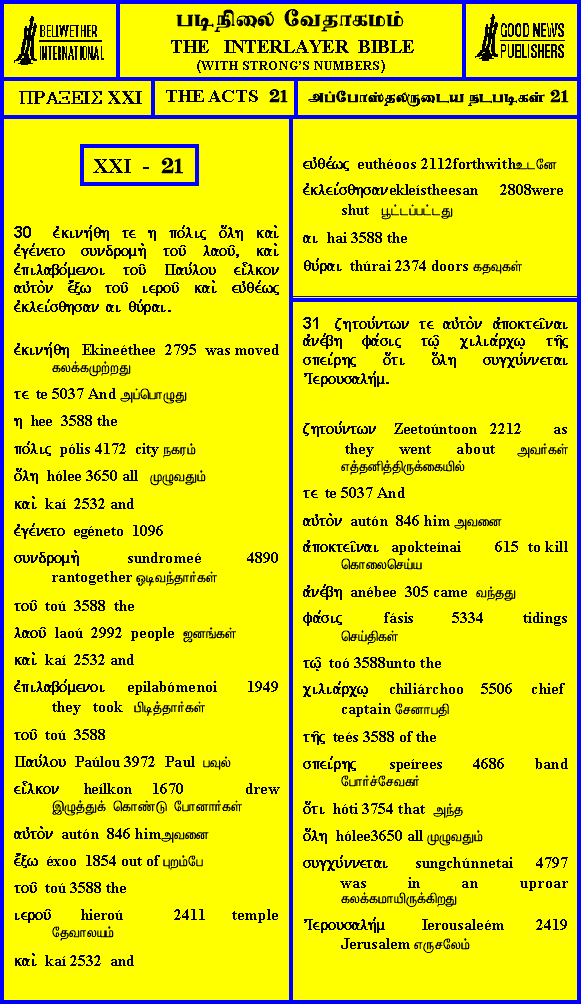 BELLWETHER
INTERNATIONAL
படிநிலை வேதாகமம்
THE INTERLAYER BIBLE
(WITH STRONG'S NUMBERS)
GOOD NEWS
PUBLISHERS
ΠΡΑΞΕΙΣ XXI
THE ACTS 21
அப்போஸ்தலருடைய நடபடிகள் 21
XXI - 21
30 ἐκινήθη τε η πόλις ὅλη καὶ
ἐγένετο συνδρομὴ τοῦ λαοῦ, καὶ
ἐπιλαβόμενοι τοῦ Παύλου εἷλκον
αὐτὸν ἔξω τοῦ ιεροῦ καὶ εὐθέως
ἐκλείσθησαν αι θύραι.
ἐκινήθη Ekineéthee 2795 was moved
கலக்கமுற்றது
τε te 5037 And அப்பொழுது
η hee 3588 the
πόλις pólis 4172 city நகரம்
ὅλη hólee 3650 all முழுவதும்
καὶ kaí 2532 and
ἐγένετο egéneto 1096
συνδρομὴ sundromeé 4890
rantogether ஓடிவந்தார்கள்
τοῦ toú 3588 the
λαοῦ laoú 2992 people ஜனங்கள்
καὶ kaí 2532 and
ἐπιλαβόμενοι epilabómenoi 1949
they took பிடித்தார்கள்
τοῦ toú 3588
Παύλου Paúlou 3972 Paul பவுல்
εἷλκον heílkon 1670 drew
இழுத்துக் கொண்டு போனார்கள்
αὐτὸν autón 846 himஅவனை
ἔξω éxoo 1854 out of புறம்பே
τοῦ toú 3588 the
ιεροῦ hieroú 2411 temple
தேவாலயம்
καὶ kaí 2532 and
εὐθέως euthéoos 2112forthwithஉடனே
ἐκλείσθησανekleístheesan 2808were
shut பூட்டப்பட்டது
αι hai 3588 the
θύραι thúrai 2374 doors கதவுகள்
31 ζητούντων τε αὐτὸν ἀποκτεῖναι
ἀνέβη φάσις τῷ χιλιάρχῳ τῆς
σπείρης ὅτι ὅλη συγχύννεται
Ἰερουσαλήμ.
ζητούντων Zeetoúntoon 2212 as
they went about அவர்கள்
எத்தனித்திருக்கையில்
τε te 5037 And
αὐτὸν autón 846 him அவனை
ἀποκτεῖναι apokteínai 615 to kill
கொலைசெய்ய
ἀνέβη anébee 305 came வந்தது
φάσις fásis 5334 tidings
செய்திகள்
τῷ toó 3588unto the
χιλιάρχῳ chiliárchoo 5506 chief
captain சேனாபதி
τῆς teés 3588 of the
σπείρης speírees 4686 band
போர்ச்சேவகர்
ὅτι hóti 3754 that அந்த
ὅλη hólee3650 all முழுவதும்
συγχύννεται sungchúnnetai 4797
was in an uproar
கலக்கமாயிருக்கிறது
Ἰερουσαλήμ Ierousaleém 2419
Jerusalem எருசலேம்